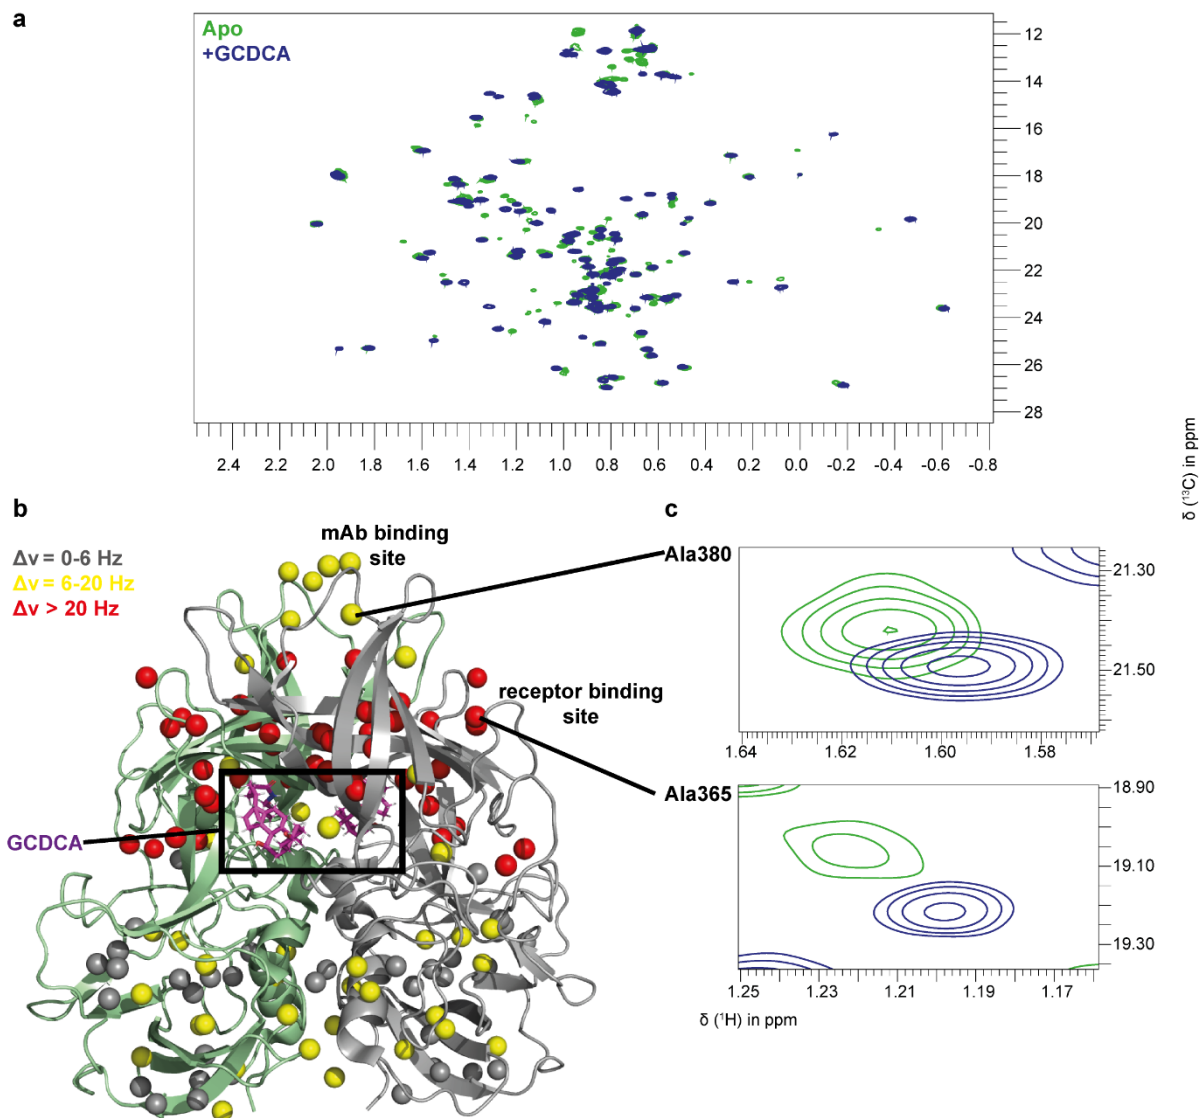 a
Apo
+GCDCA
12
14
16
18
20
22
24
26
28
2.4 2.2 2.0 1.8 1.6 1.4 1.2 1.0 0.8 0.6 0.4 0.2 0.0 -0.2 -0.4 -0.6 -0.8
δ (¹³C) in ppm
b
Δν = 0-6 Hz
Δν = 6-20 Hz
Δν > 20 Hz
mAb binding
site
receptor binding
site
GCDCA
c
Ala380
21.30
21.50
1.64 1.62 1.60 1.58
Ala365
18.90
19.10
19.30
1.25 1.23 1.21 1.19 1.17
δ (¹H) in ppm